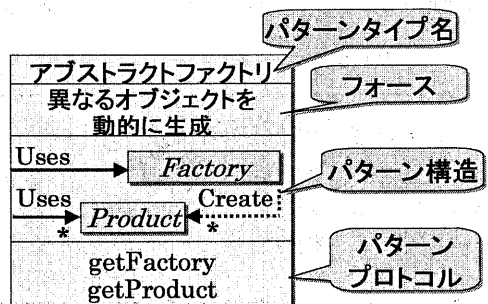 パターンタイプ名
アブストラクトファクトリ
異なるオブジェクトを
動的に生成
フォース
Uses
Factory
パターン構造
Uses
Create
Product
*
*
getFactory
getProduct
パターン
プロトコル